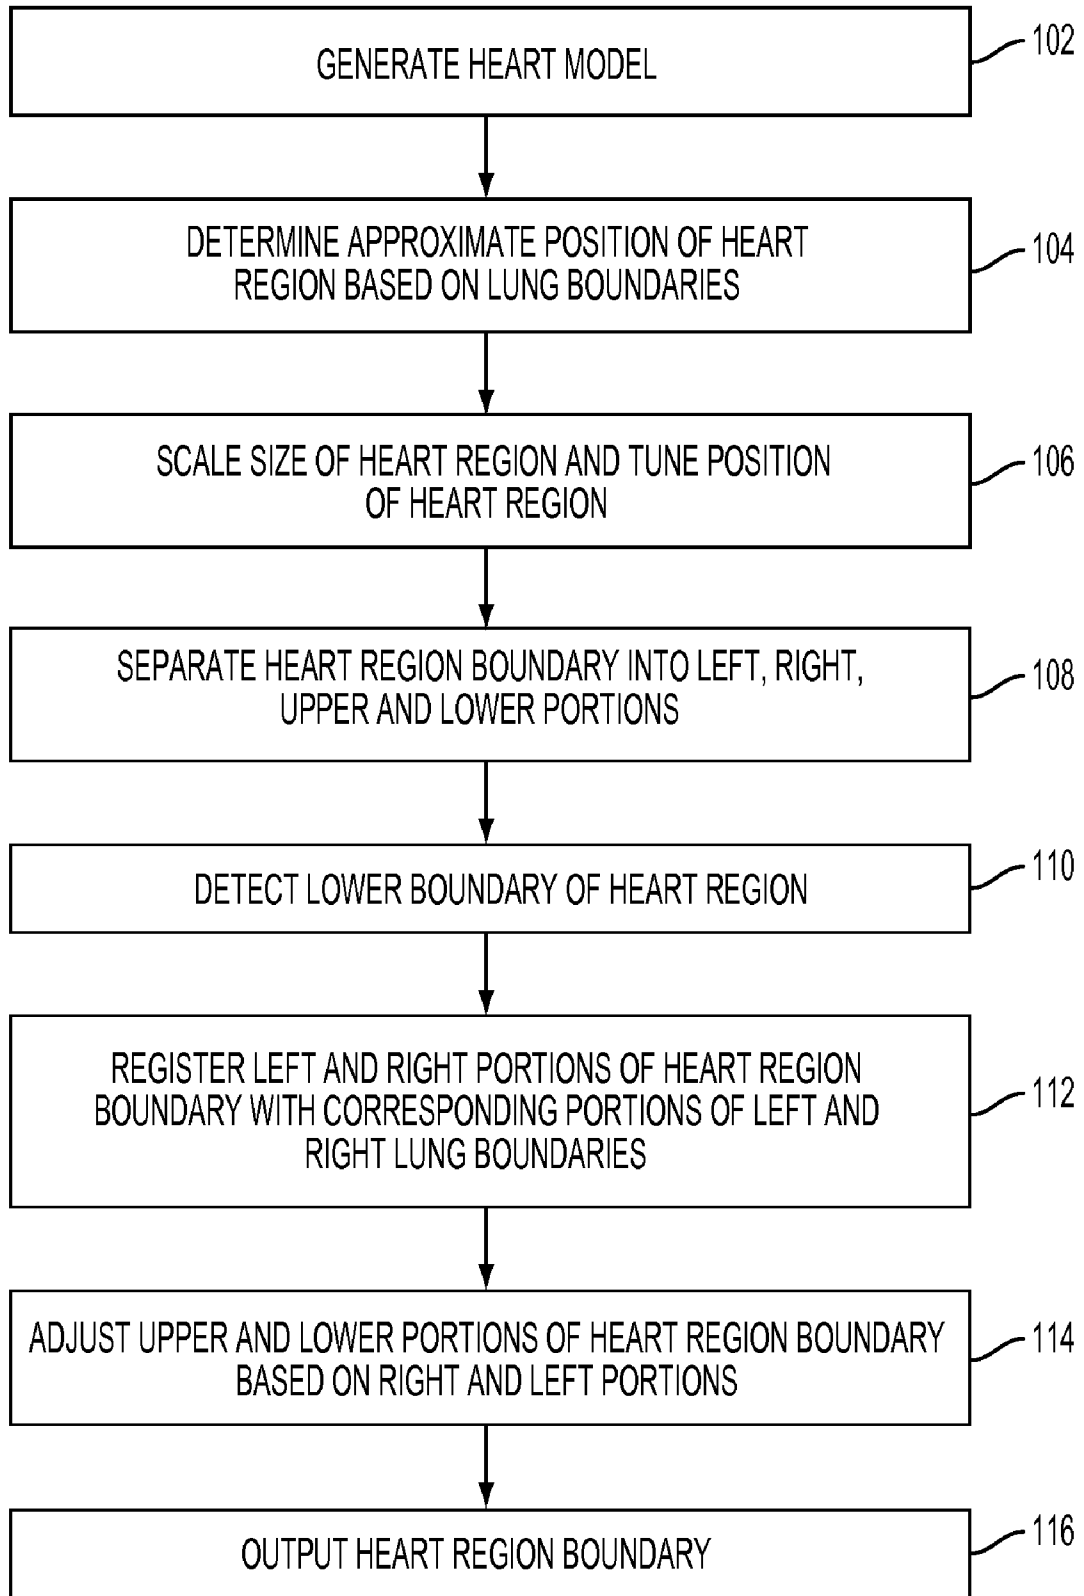 GENERATE HEART MODEL
102
DETERMINE APPROXIMATE POSITION OF HEART
REGION BASED ON LUNG BOUNDARIES
104
SCALE SIZE OF HEART REGION AND TUNE POSITION
OF HEART REGION
106
SEPARATE HEART REGION BOUNDARY INTO LEFT, RIGHT,
UPPER AND LOWER PORTIONS
108
DETECT LOWER BOUNDARY OF HEART REGION
110
REGISTER LEFT AND RIGHT PORTIONS OF HEART REGION
BOUNDARY WITH CORRESPONDING PORTIONS OF LEFT AND
RIGHT LUNG BOUNDARIES
112
ADJUST UPPER AND LOWER PORTIONS OF HEART REGION BOUNDARY
BASED ON RIGHT AND LEFT PORTIONS
114
OUTPUT HEART REGION BOUNDARY
116